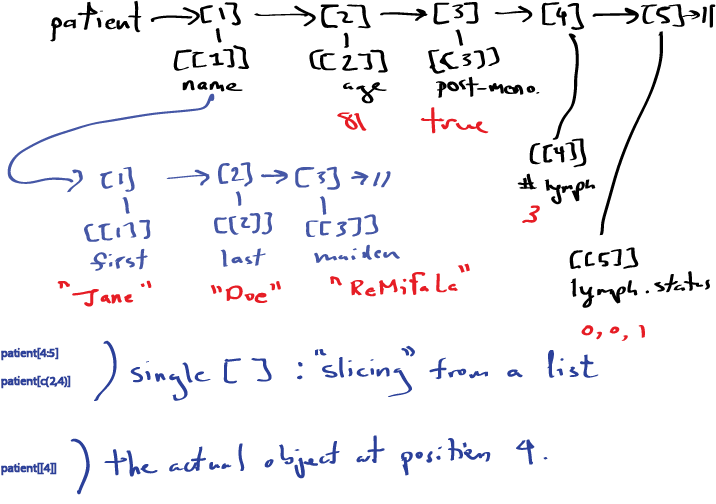 patient → [1] → [2] → [3] → [4] → [5] → ||
[[1]] [[2]] [[3]]
name age post-meno.
81 true
[[4]]
# lymph
3
[1] → [2] → [3] → ||
[[1]] [[2]] [[3]]
first last maiden
"Jane" "Doe" "ReMiFaLa"
[[5]]
lymph.status
0, 0, 1
patient[4:5]
patient[c(2,4)]
) single [ ] : "slicing" from a list
patient[[4]] ) the actual object at position 4.